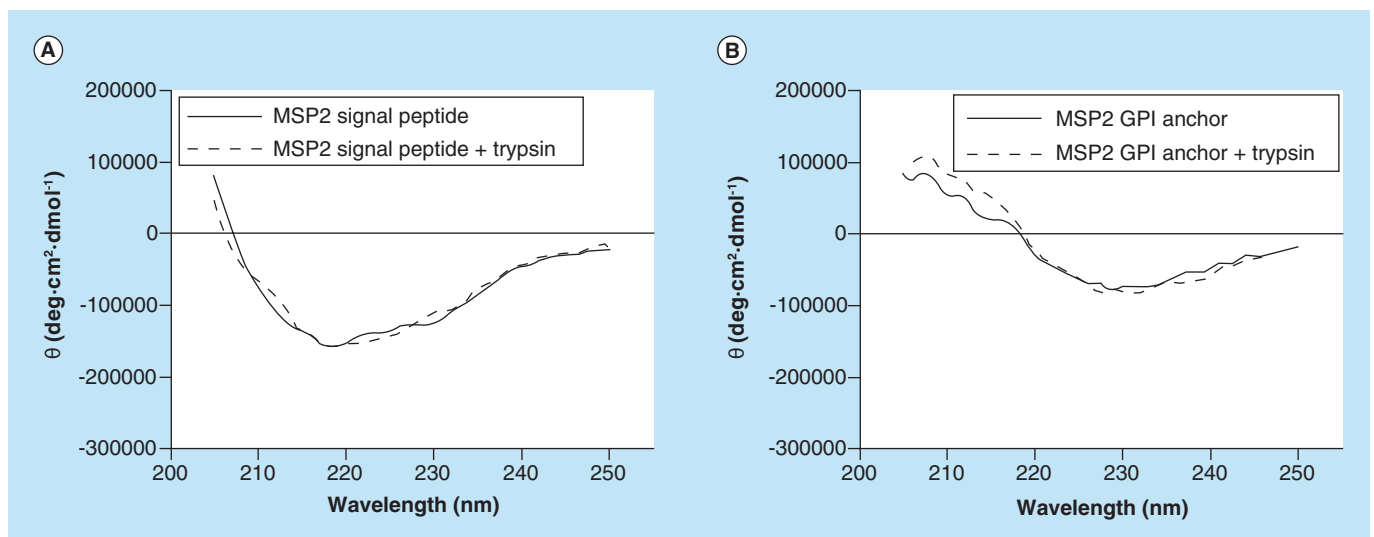 A
200000
100000
0
-100000
-200000
-300000
θ (deg·cm²·dmol⁻¹)
MSP2 signal peptide
MSP2 signal peptide + trypsin
200 210 220 230 240 250
Wavelength (nm)
B
200000
100000
0
-100000
-200000
-300000
θ (deg·cm²·dmol⁻¹)
MSP2 GPI anchor
MSP2 GPI anchor + trypsin
200 210 220 230 240 250
Wavelength (nm)